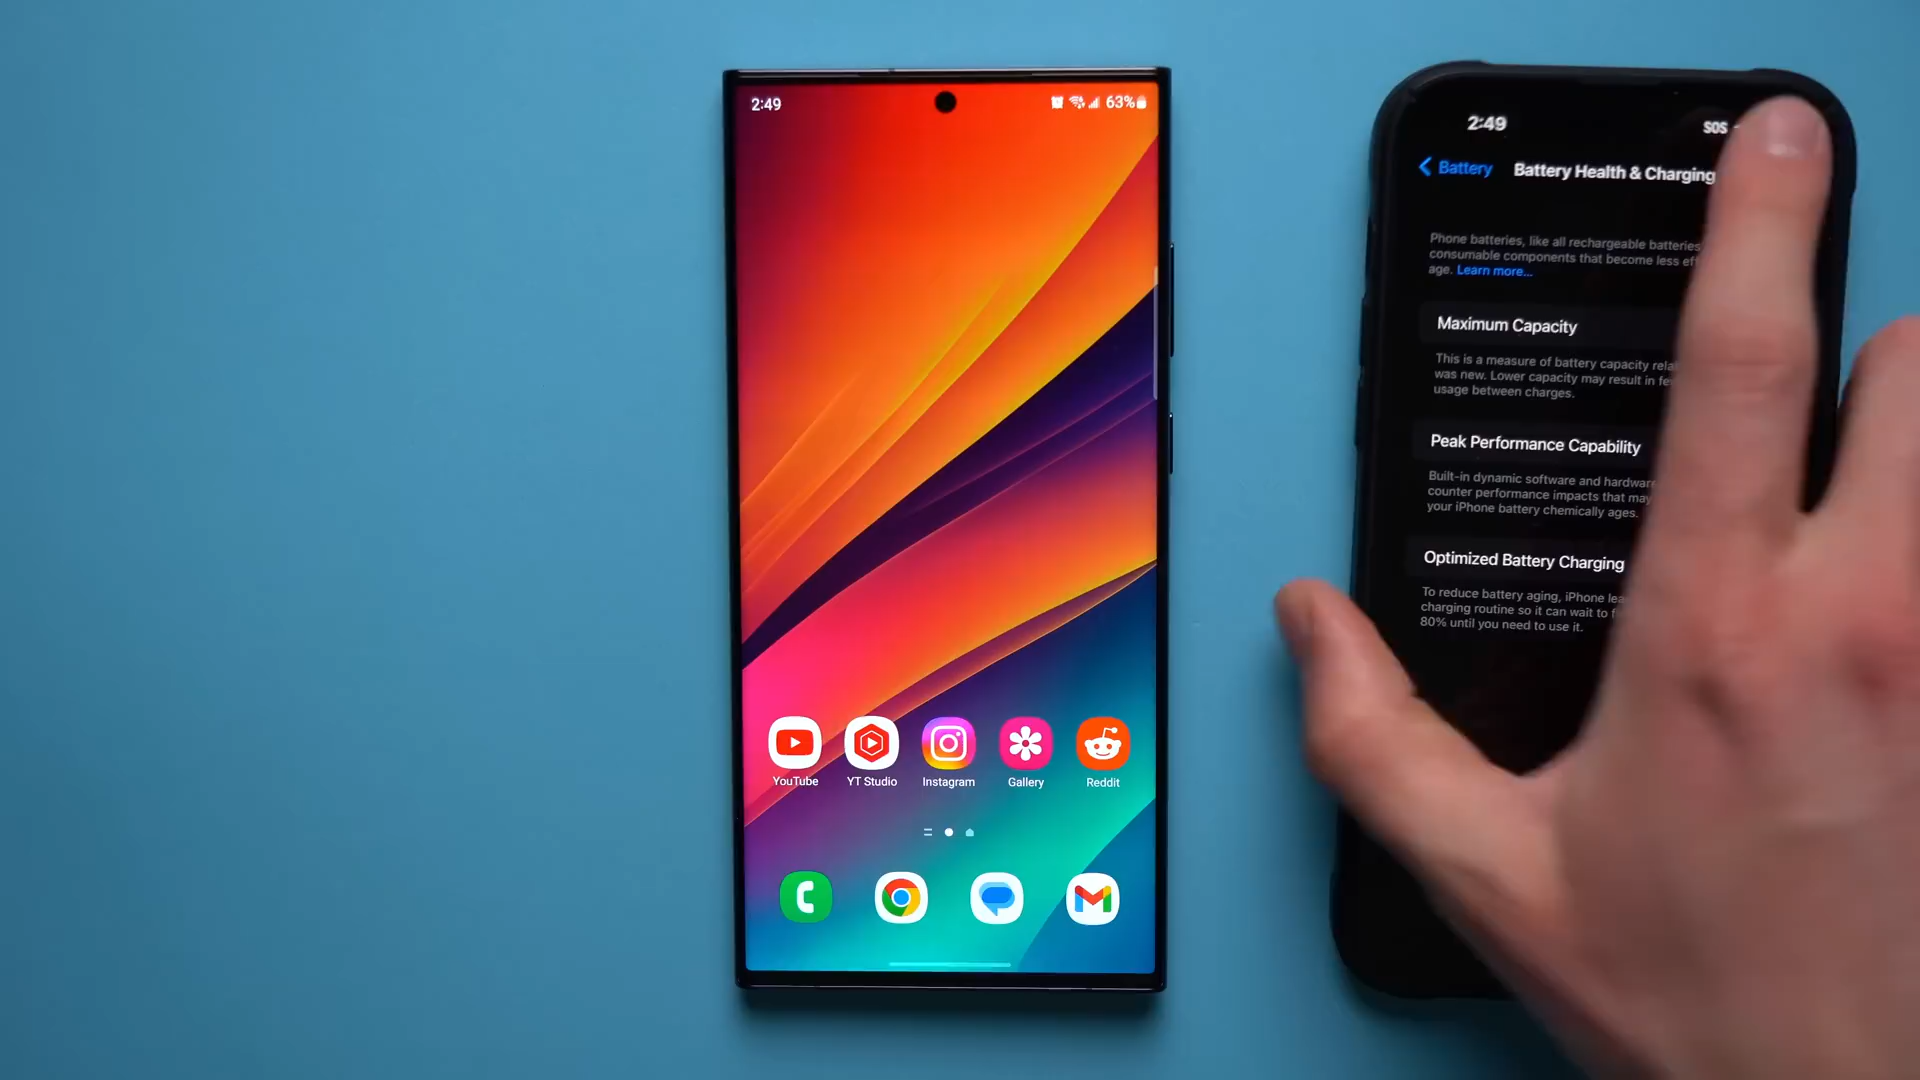 2:49
63%
YouTube
YT Studio
Instagram
Gallery
Reddit
2:49
SOS
Battery
Battery Health & Charging
Phone batteries, like all rechargeable batteries
consumable components that become less
age. Learn more...
Maximum Capacity
This is a measure of battery capacity
was new. Lower capacity may result in
usage between charges.
Peak Performance Capability
Built-in dynamic software and hardware
counter performance impacts that may
your iPhone battery chemically ages.
Optimized Battery Charging
To reduce battery aging, iPhone
charging routine so it can wait to
80% until you need to use it.